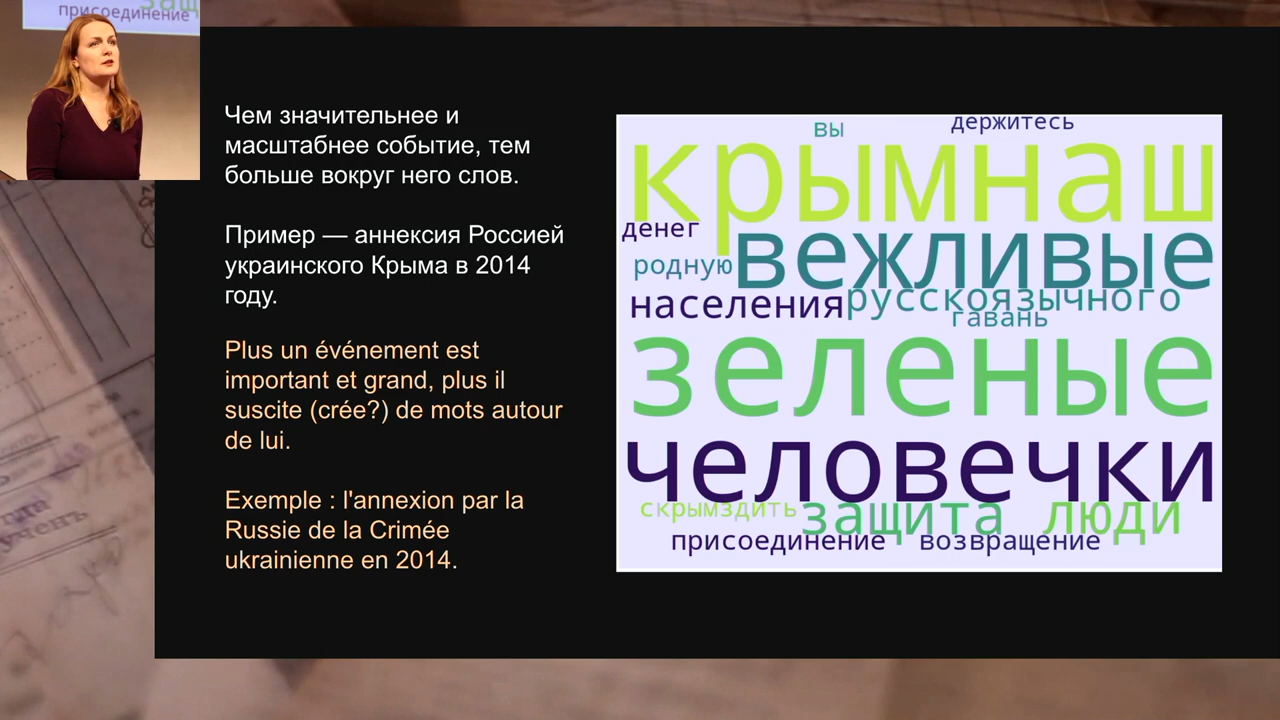 присоединение
Чем значительнее и
масштабнее событие, тем
больше вокруг него слов.
Пример — аннексия Россией
украинского Крыма в 2014
году.
Plus un événement est
important et grand, plus il
suscite (crée?) de mots autour
de lui.
Exemple : l'annexion par la
Russie de la Crimée
ukrainienne en 2014.
вы держитесь
крымнаш
денег
вежливые
родную
населения русскоязычного
гавань
зеленые
человечки
скрымздить защита люди
присоединение возвращение